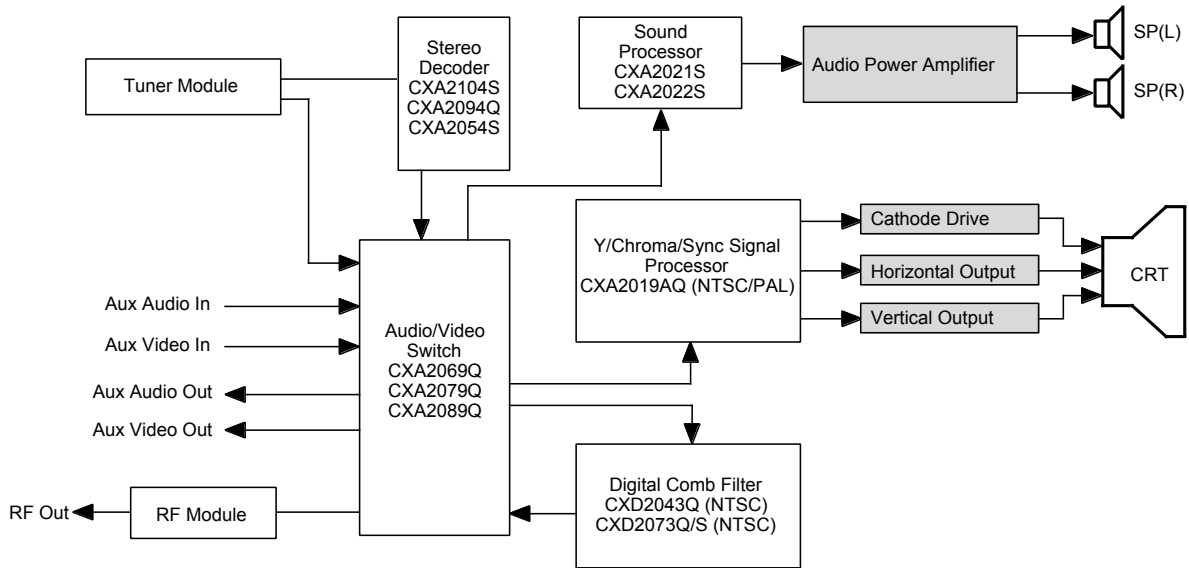 Tuner Module
Stereo
Decoder
CXA2104S
CXA2094Q
CXA2054S
Sound
Processor
CXA2021S
CXA2022S
Audio Power Amplifier
SP(L)
SP(R)
Y/Chroma/Sync Signal
Processor
CXA2019AQ (NTSC/PAL)
Cathode Drive
Horizontal Output
Vertical Output
CRT
Aux Audio In
Aux Video In
Aux Audio Out
Aux Video Out
Audio/Video
Switch
CXA2069Q
CXA2079Q
CXA2089Q
Digital Comb Filter
CXD2043Q (NTSC)
CXD2073Q/S (NTSC)
RF Out
RF Module